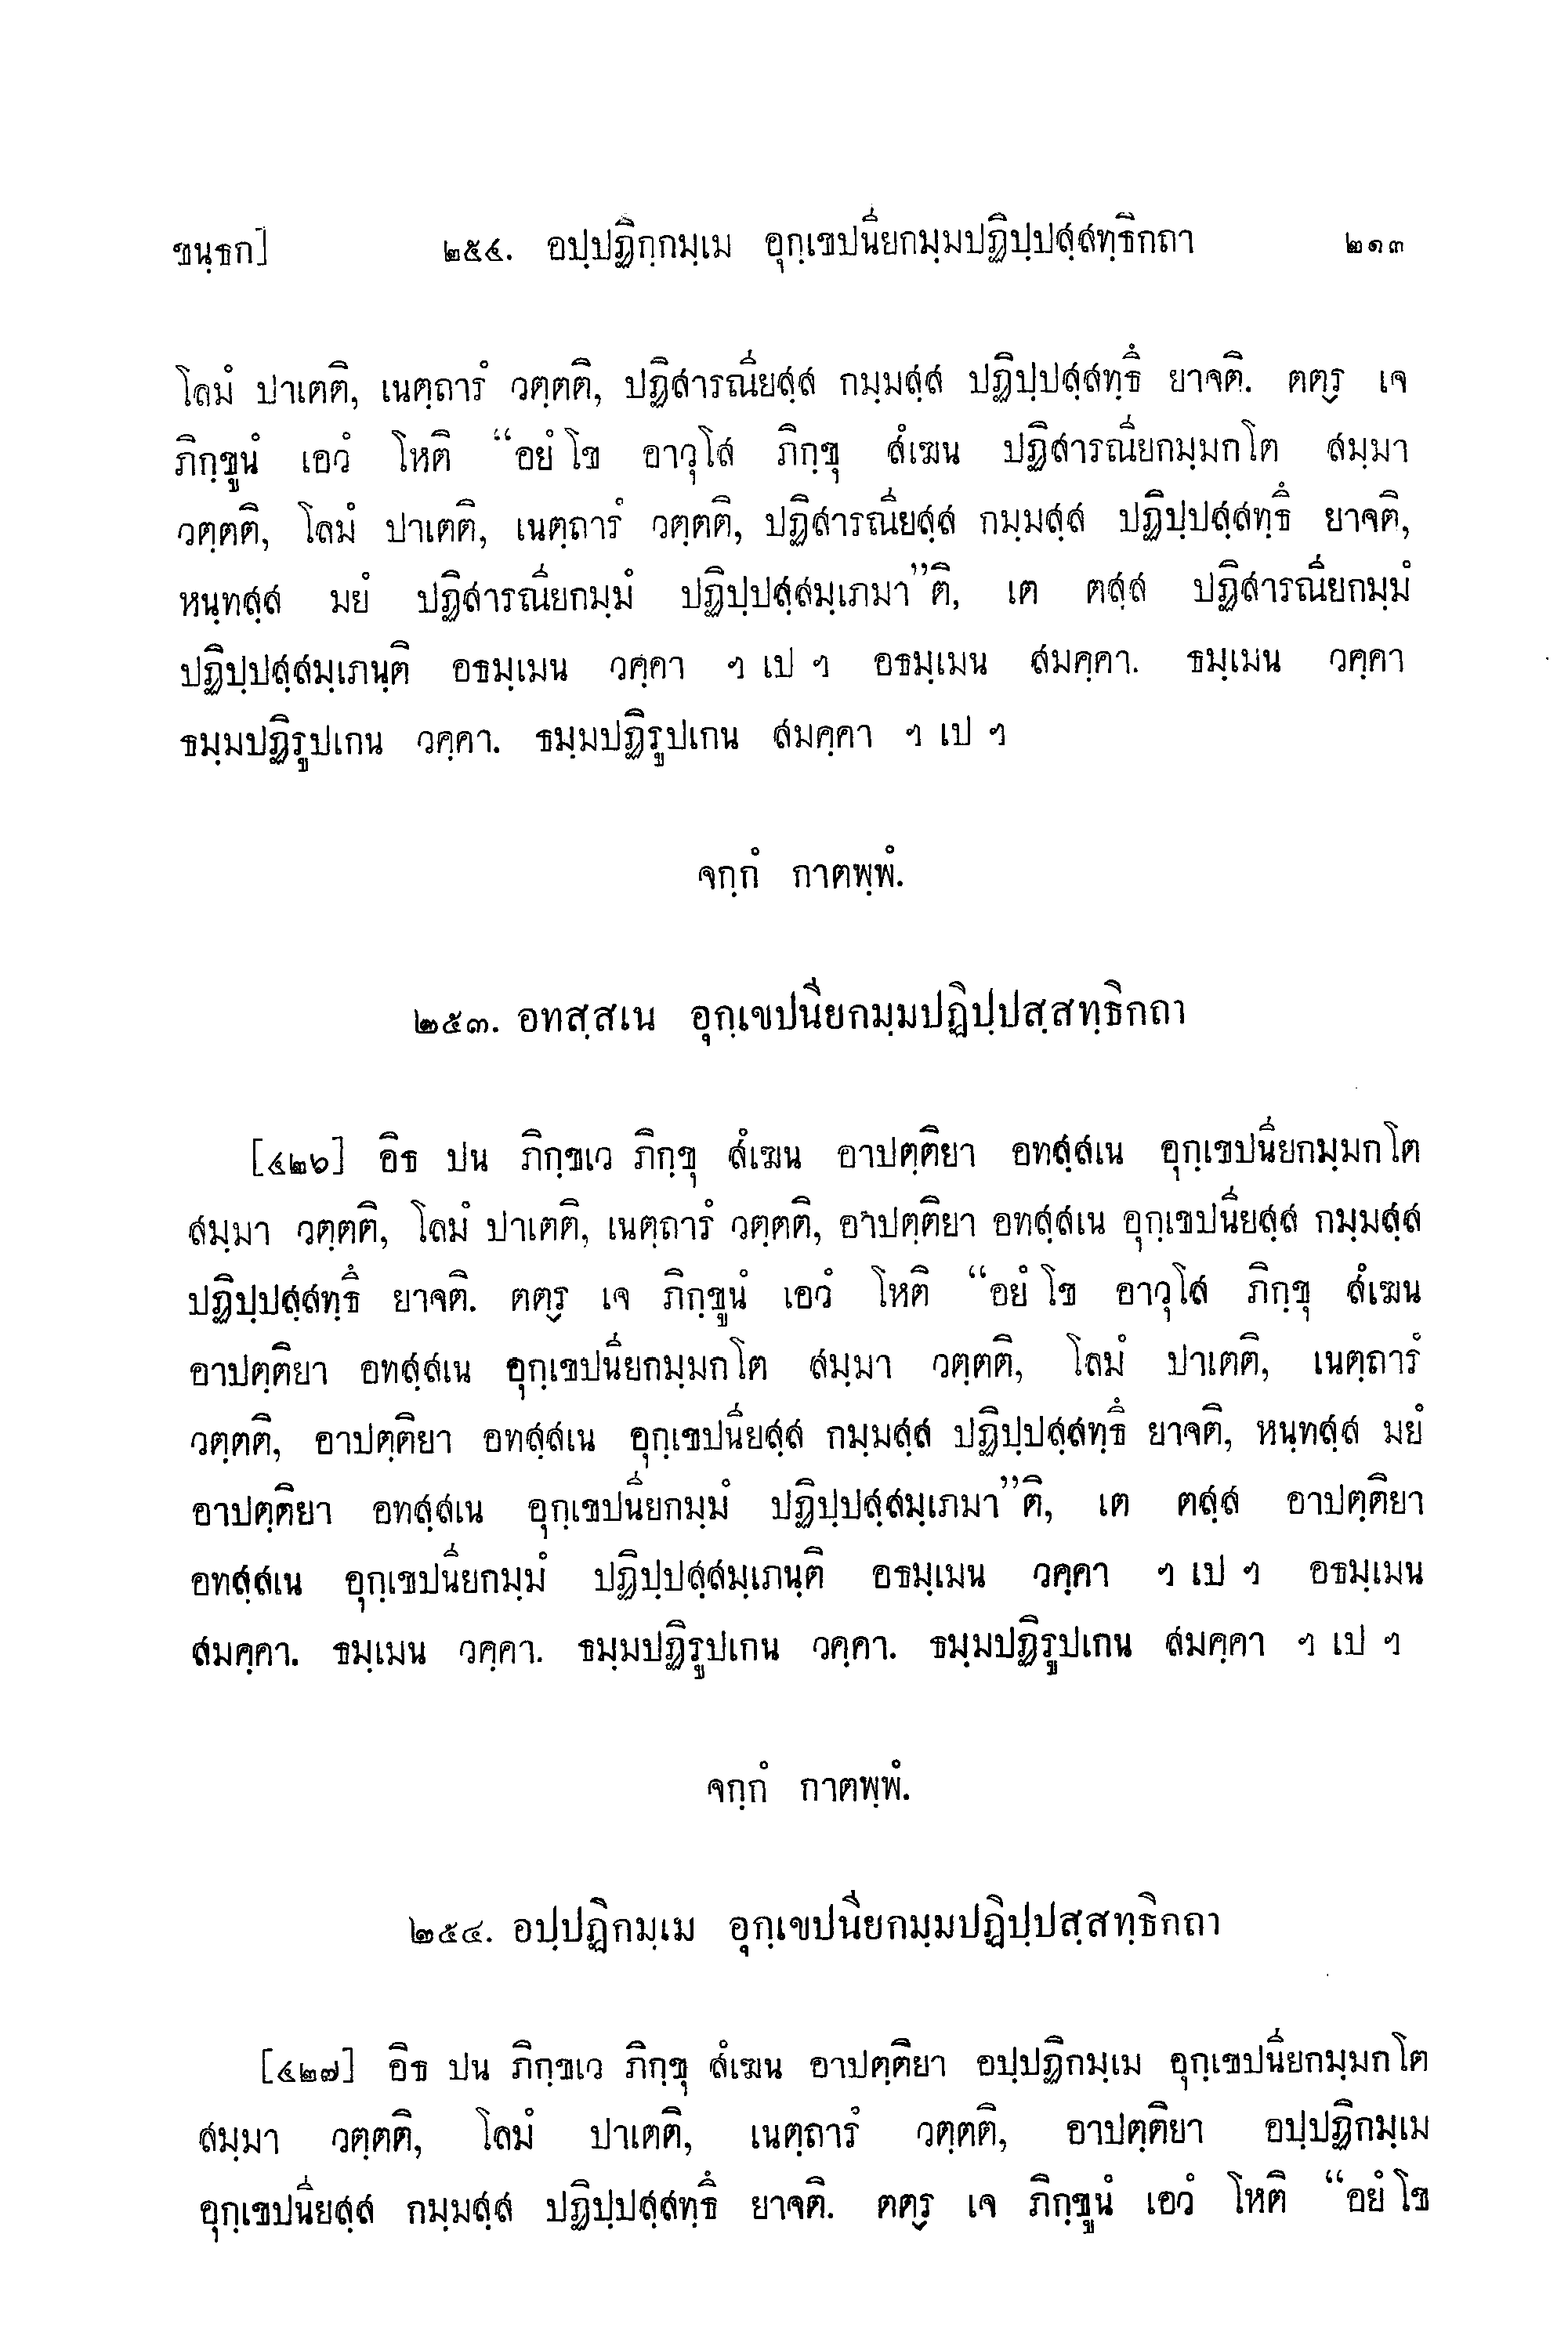 ขนฺธก] ๒๕๔. อปฺปฏิกฺกมฺเม อุกฺเขปนียกมฺมปฏิปฺปสฺสทฺธิกถา ๒๑๓
โลมํ ปาเตติ, เนตฺถารํ วตฺตติ, ปฏิสารณียสฺส กมฺมสฺส ปฏิปฺปสฺสทฺธึ ยาจติ. ตตฺร เจ
ภิกฺขูนํ เอวํ โหติ “อยํ โข อาวุโส ภิกฺขุ สํเฆน ปฏิสารณียกมฺมกโต สมฺมา
วตฺตติ, โลมํ ปาเตติ, เนตฺถารํ วตฺตติ, ปฏิสารณียสฺส กมฺมสฺส ปฏิปฺปสฺสทฺธึ ยาจติ,
หนฺทสฺส มยํ ปฏิสารณียกมฺมํ ปฏิปฺปสฺสมฺเภมา”ติ, เต ตสฺส ปฏิสารณียกมฺมํ
ปฏิปฺปสฺสมฺเภนฺติ อธมฺเมน วคฺคา ฯ เป ฯ อธมฺเมน สมคฺคา. ธมฺเมน วคฺคา
ธมฺมปฏิรูปเกน วคฺคา. ธมฺมปฏิรูปเกน สมคฺคา ฯ เป ฯ
จกฺกํ กาตพฺพํ.
๒๕๓. อทสฺสเน อุกฺเขปนียกมฺมปฏิปฺปสฺสทฺธิกถา
[๔๒๖] อิธ ปน ภิกฺขเว ภิกฺขุ สํเฆน อาปตฺติยา อทสฺสเน อุกฺเขปนียกมฺมกโต
สมฺมา วตฺตติ, โลมํ ปาเตติ, เนตฺถารํ วตฺตติ, อาปตฺติยา อทสฺสเน อุกฺเขปนียสฺส กมฺมสฺส
ปฏิปฺปสฺสทฺธึ ยาจติ. ตตฺร เจ ภิกฺขูนํ เอวํ โหติ “อยํ โข อาวุโส ภิกฺขุ สํเฆน
อาปตฺติยา อทสฺสเน อุกฺเขปนียกมฺมกโต สมฺมา วตฺตติ, โลมํ ปาเตติ, เนตฺถารํ
วตฺตติ, อาปตฺติยา อทสฺสเน อุกฺเขปนียสฺส กมฺมสฺส ปฏิปฺปสฺสทฺธึ ยาจติ, หนฺทสฺส มยํ
อาปตฺติยา อทสฺสเน อุกฺเขปนียกมฺมํ ปฏิปฺปสฺสมฺเภมา”ติ, เต ตสฺส อาปตฺติยา
อทสฺสเน อุกฺเขปนียกมฺมํ ปฏิปฺปสฺสมฺเภนฺติ อธมฺเมน วคฺคา ฯ เป ฯ อธมฺเมน
สมคฺคา. ธมฺเมน วคฺคา. ธมฺมปฏิรูปเกน วคฺคา. ธมฺมปฏิรูปเกน สมคฺคา ฯ เป ฯ
จกฺกํ กาตพฺพํ.
๒๕๔. อปฺปฏิกมฺเม อุกฺเขปนียกมฺมปฏิปฺปสฺสทฺธิกถา
[๔๒๗] อิธ ปน ภิกฺขเว ภิกฺขุ สํเฆน อาปตฺติยา อปฺปฏิกมฺเม อุกฺเขปนียกมฺมกโต
สมฺมา วตฺตติ, โลมํ ปาเตติ, เนตฺถารํ วตฺตติ, อาปตฺติยา อปฺปฏิกมฺเม
อุกฺเขปนียสฺส กมฺมสฺส ปฏิปฺปสฺสทฺธึ ยาจติ. ตตฺร เจ ภิกฺขูนํ เอวํ โหติ “อยํ โข